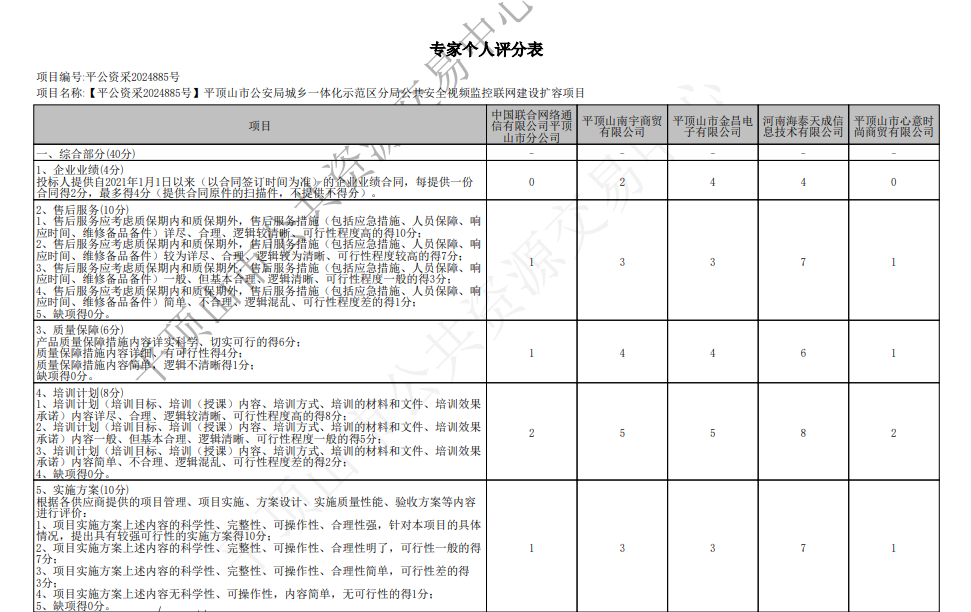 专家个人评分表
项目编号:平公资采2024885号
项目名称:【平公资采2024885号】平顶山市公安局城乡一体化示范区分局公共安全视频监控联网建设扩容项目
项目 中国联合网络通信有限公司平顶山市分公司 平顶山南宇商贸有限公司 平顶山市金昌电子有限公司 河南海泰天成信息技术有限公司 平顶山市心意时尚商贸有限公司
一、综合部分(40分) - - - - -
1、企业业绩(4分)
投标人提供自2021年1月1日以来（以合同签订时间为准）的企业业绩合同，每提供一份
合同得2分，最多得4分（提供合同原件的扫描件，不提供不得分）。
0 2 4 4 0
2、售后服务(10分)
1、售后服务应考虑质保期内和质保期外，售后服务措施（包括应急措施、人员保障、响
应时间、维修备品备件）详尽、合理、逻辑较清晰、可行性程度高的得10分；
2、售后服务应考虑质保期内和质保期外，售后服务措施（包括应急措施、人员保障、响
应时间、维修备品备件）较为详尽、合理、逻辑较为清晰、可行性程度较高的得7分；
3、售后服务应考虑质保期内和质保期外，售后服务措施（包括应急措施、人员保障、响
应时间、维修备品备件）一般、但基本合理、逻辑清晰、可行性程度一般的得3分；
4、售后服务应考虑质保期内和质保期外，售后服务措施（包括应急措施、人员保障、响
应时间、维修备品备件）简单、不合理、逻辑混乱、可行性程度差的得1分；
5、缺项得0分。
1 3 3 7 1
3、质量保障(6分)
产品质量保障措施内容详实科学、切实可行的得6分；
质量保障措施内容详细、有可行性得4分；
质量保障措施内容简单，逻辑不清晰得1分；
缺项得0分。
1 4 4 6 1
4、培训计划(8分)
1、培训计划（培训目标、培训（授课）内容、培训方式、培训的材料和文件、培训效果
承诺）内容详尽、合理、逻辑较清晰、可行性程度高的得8分；
2、培训计划（培训目标、培训（授课）内容、培训方式、培训的材料和文件、培训效果
承诺）内容一般、但基本合理、逻辑清晰、可行性程度一般的得5分；
3、培训计划（培训目标、培训（授课）内容、培训方式、培训的材料和文件、培训效果
承诺）内容简单、不合理、逻辑混乱、可行性程度差的得2分；
4、缺项得0分。
2 5 5 8 2
5、实施方案(10分)
根据各供应商提供的项目管理、项目实施、方案设计、实施质量性能、验收方案等内容
进行评价：
1、项目实施方案上述内容的科学性、完整性、可操作性、合理性强，针对本项目的具体
情况，提出具有较强可行性的实施方案得10分；
2、项目实施方案上述内容的科学性、完整性、可操作性、合理性明了，可行性一般的得
7分；
3、项目实施方案上述内容的科学性、完整性、可操作性、合理性简单，可行性差的得
3分；
4、项目实施方案上述内容无科学性、可操作性，内容简单，无可行性的得1分；
5、缺项得0分。
1 3 3 7 1
平顶山市公共资源交易中心
平顶山市公共资源交易中心